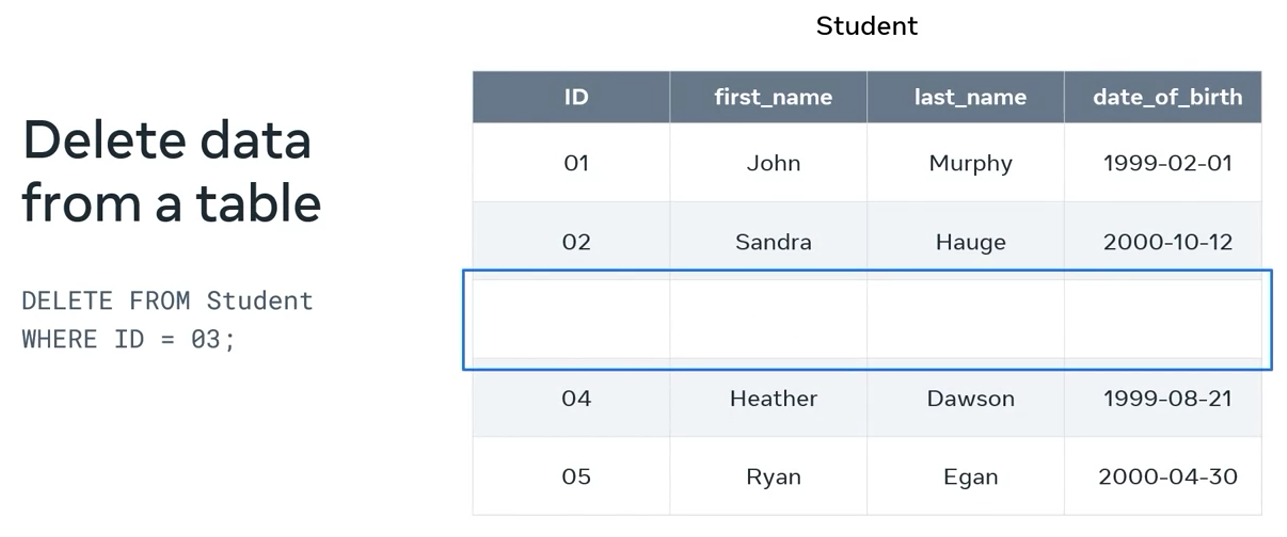 Delete data
from a table
DELETE FROM Student
WHERE ID = 03;
Student
ID first_name last_name date_of_birth
01 John Murphy 1999-02-01
02 Sandra Hauge 2000-10-12
04 Heather Dawson 1999-08-21
05 Ryan Egan 2000-04-30